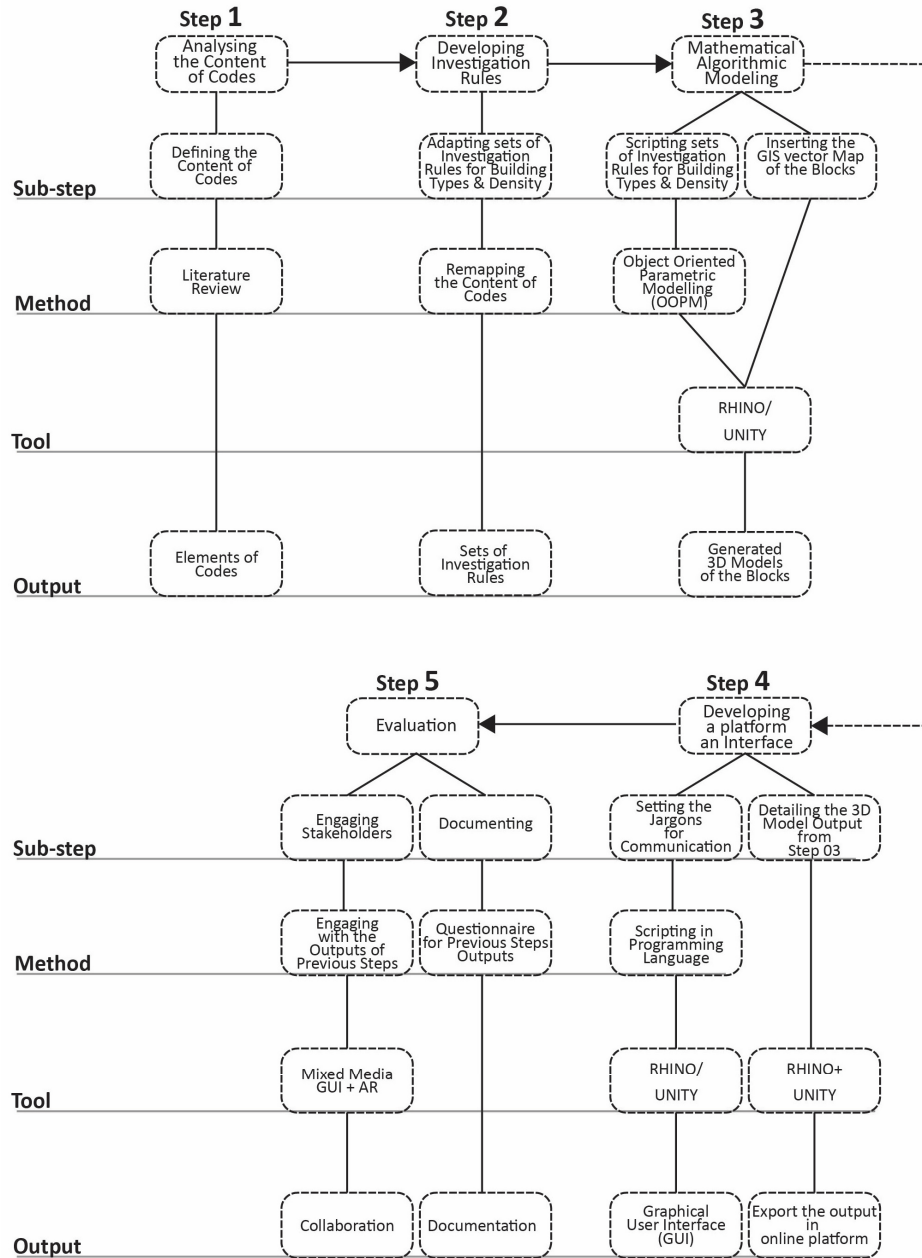 Step 1
Step 2
Step 3
Analysing
the Content
of Codes
Developing
Investigation
Rules
Mathematical
Algorithmic
Modeling
Sub-step
Defining the
Content of
Codes
Adapting sets of
Investigation
Rules for Building
Types & Density
Scripting sets
of Investigation
Rules for Building
Types & Density
Inserting the
GIS vector Map
of the Blocks
Method
Literature
Review
Remapping
the Content of
Codes
Object Oriented
Parametric
Modelling
(OOPM)
Tool
RHINO/
UNITY
Output
Elements of
Codes
Sets of
Investigation
Rules
Generated
3D Models
of the Blocks
Step 5
Step 4
Evaluation
Developing
a platform
an Interface
Sub-step
Engaging
Stakeholders
Documenting
Setting the
Jargons
for
Communication
Detailing the 3D
Model Output
from
Step 03
Method
Engaging
with the
Outputs of
Previous Steps
Questionnaire
for Previous Steps
Outputs
Scripting in
Programming
Language
Tool
Mixed Media
GUI + AR
RHINO/
UNITY
RHINO+
UNITY
Output
Collaboration
Documentation
Graphical
User Interface
(GUI)
Export the output
in
online platform